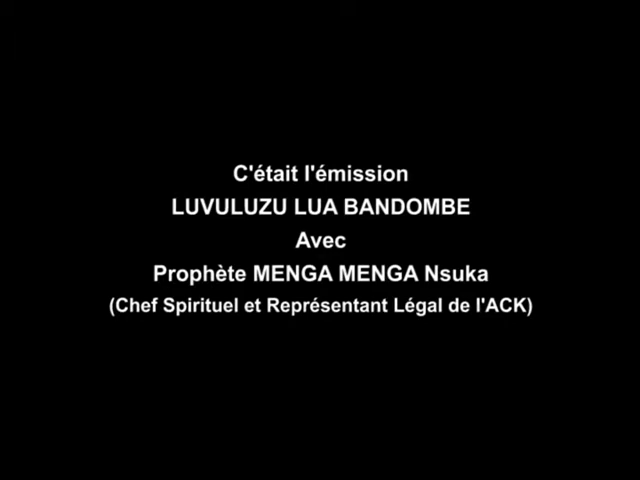 C'était l'émission
LUVULUZU LUA BANDOMBE
Avec
Prophète MENGA MENGA Nsuka
(Chef Spirituel et Représentant Légal de l'ACK)